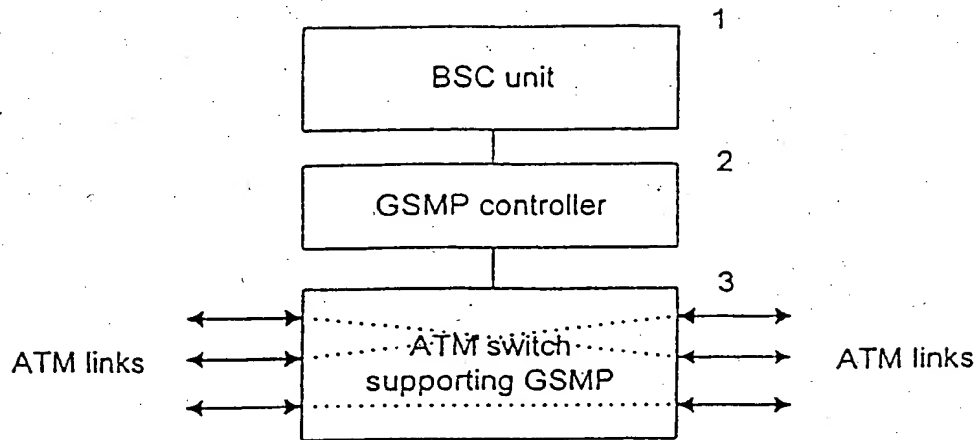 1
BSC unit
2
GSMP controller
3
ATM links
ATM switch
supporting GSMP
ATM links